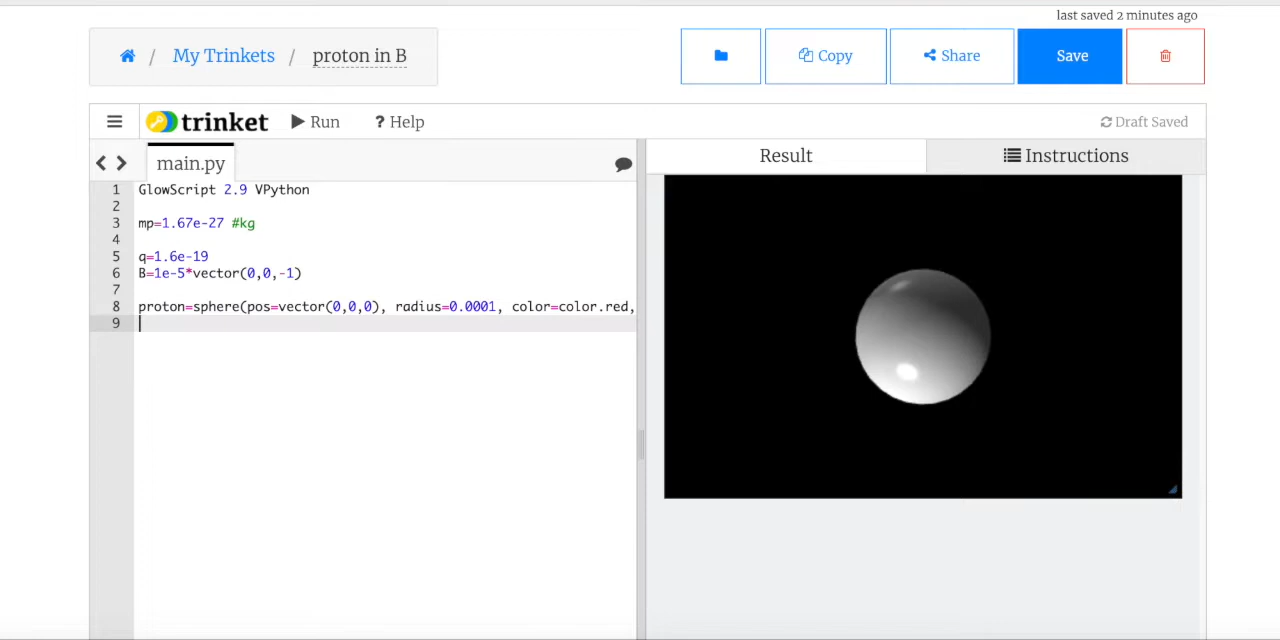 last saved 2 minutes ago
/ My Trinkets / proton in B
Copy
Share
Save
trinket
Run
? Help
Draft Saved
main.py
Result
Instructions
1 GlowScript 2.9 VPython
2
3 mp=1.67e-27 #kg
4
5 q=1.6e-19
6 B=1e-5*vector(0,0,-1)
7
8 proton=sphere(pos=vector(0,0,0), radius=0.0001, color=color.red,
9